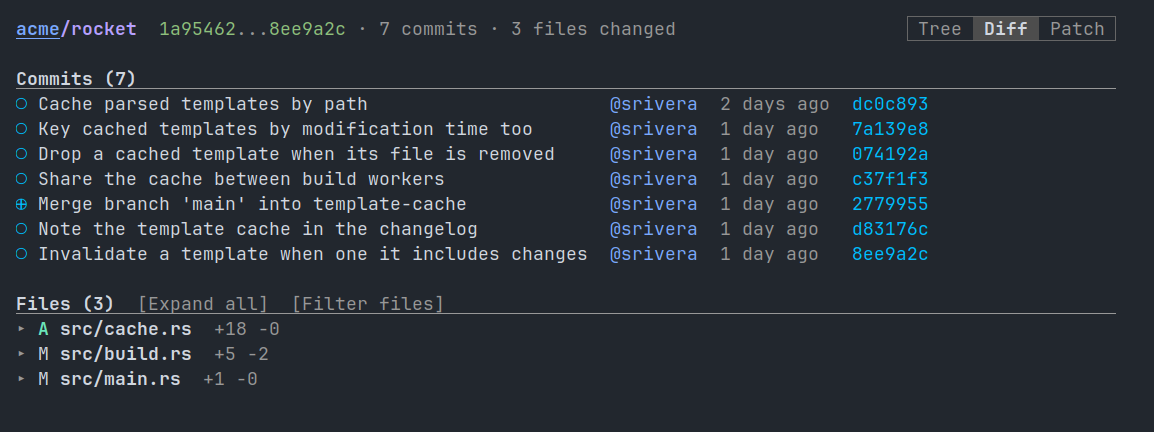 acme/rocket 1a95462...8ee9a2c · 7 commits · 3 files changed Tree Diff Patch
Commits (7)
Cache parsed templates by path @srivera 2 days ago dc0c893
Key cached templates by modification time too @srivera 1 day ago 7a139e8
Drop a cached template when its file is removed @srivera 1 day ago 074192a
Share the cache between build workers @srivera 1 day ago c37f1f3
Merge branch 'main' into template-cache @srivera 1 day ago 2779955
Note the template cache in the changelog @srivera 1 day ago d83176c
Invalidate a template when one it includes changes @srivera 1 day ago 8ee9a2c
Files (3) [Expand all] [Filter files]
▸ A src/cache.rs +18 -0
▸ M src/build.rs +5 -2
▸ M src/main.rs +1 -0